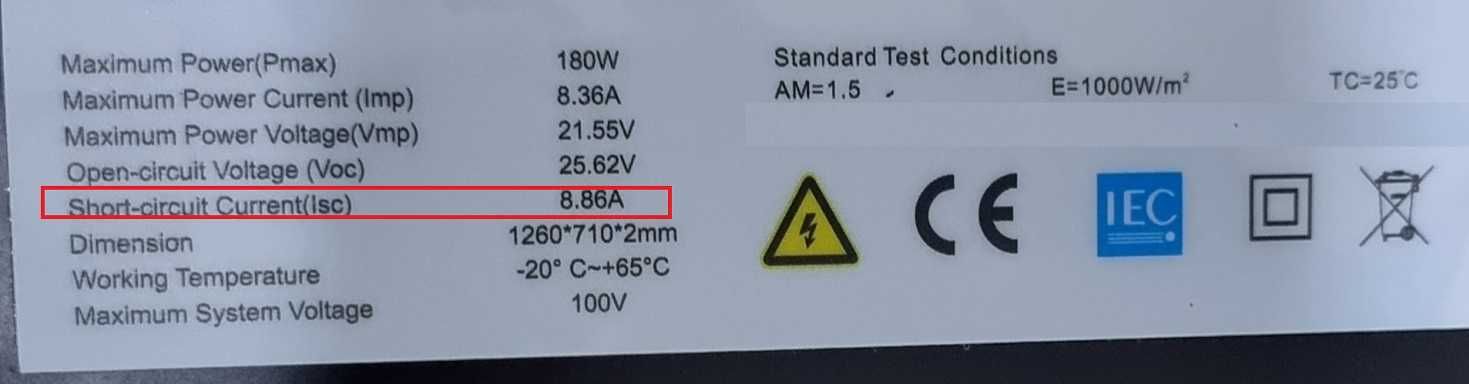 Maximum Power(Pmax) 180W
Maximum Power Current (Imp) 8.36A
Maximum Power Voltage(Vmp) 21.55V
Open-circuit Voltage (Voc) 25.62V
Short-circuit Current(Isc) 8.86A
Dimension 1260*710*2mm
Working Temperature -20° C~+65°C
Maximum System Voltage 100V
Standard Test Conditions
AM=1.5 E=1000W/m² TC=25°C
CE
IEC